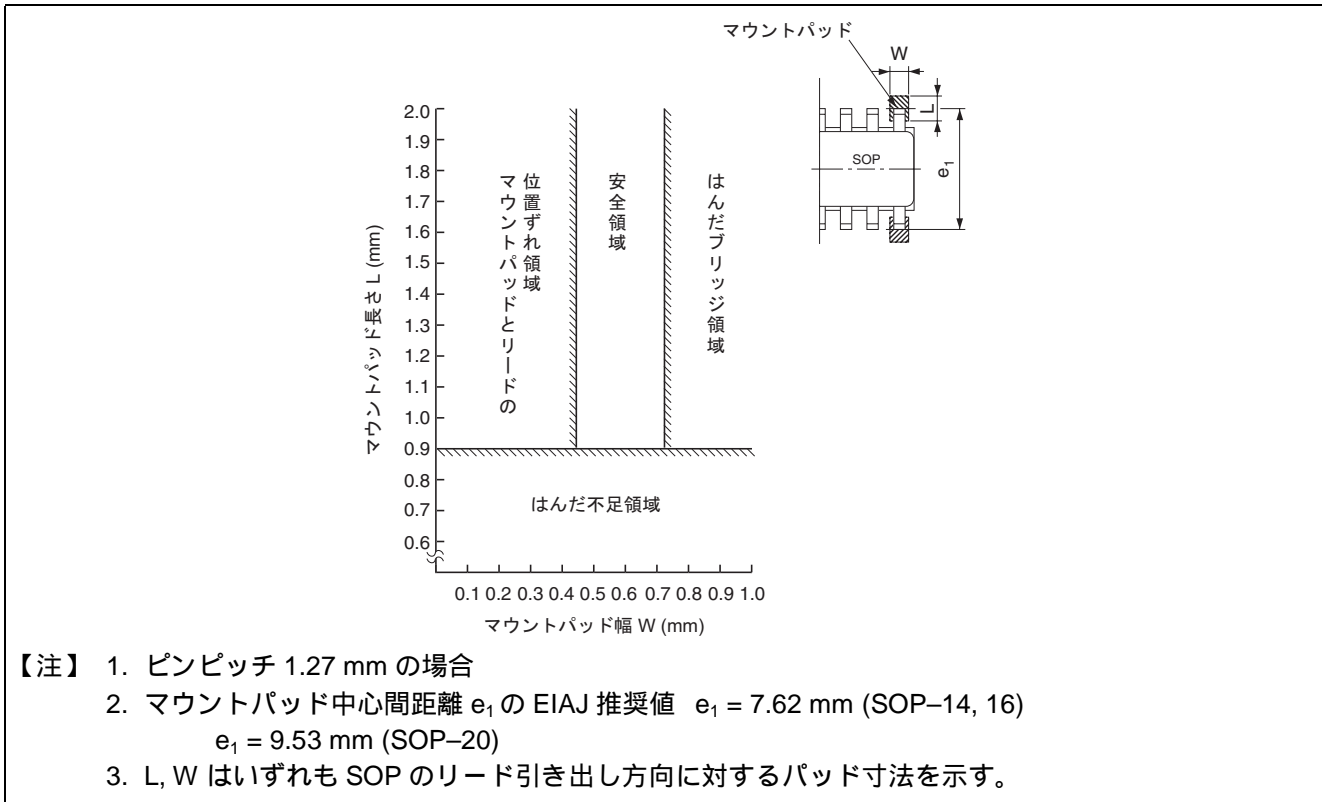 マウントパッド
W
L
e₁
SOP
マウントパッド長さ L (mm)
2.0
1.9
1.8
1.7
1.6
1.5
1.4
1.3
1.2
1.1
1.0
0.9
0.8
0.7
0.6
マウントパッドとリードの
位置ずれ領域
安全領域
はんだブリッジ領域
はんだ不足領域
0.1 0.2 0.3 0.4 0.5 0.6 0.7 0.8 0.9 1.0
マウントパッド幅 W (mm)
【注】 1. ピンピッチ 1.27 mm の場合
2. マウントパッド中心間距離 e₁ の EIAJ 推奨値 e₁ = 7.62 mm (SOP–14, 16)
e₁ = 9.53 mm (SOP–20)
3. L, W はいずれも SOP のリード引き出し方向に対するパッド寸法を示す。